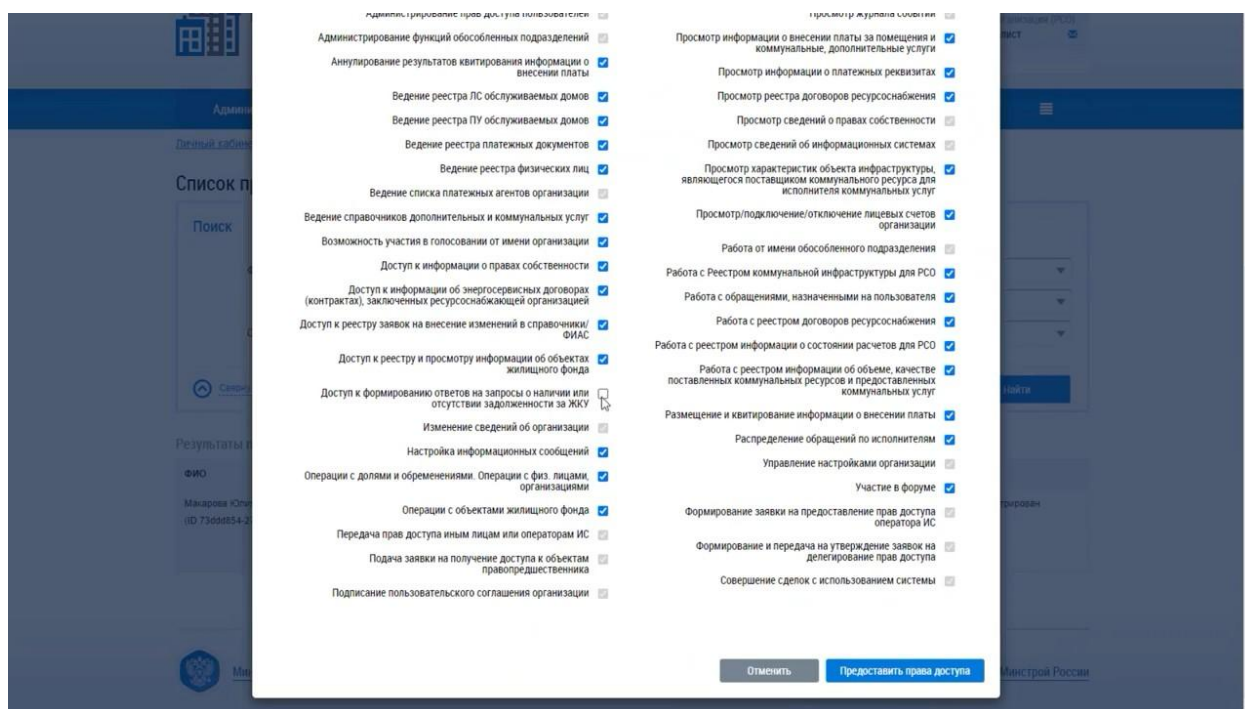 Администрирование прав доступа пользователей
Администрирование функций обособленных подразделений
Аннулирование результатов квитирования информации о
внесении платы
Ведение реестра ЛС обслуживаемых домов
Ведение реестра ПУ обслуживаемых домов
Ведение реестра платежных документов
Ведение реестра физических лиц
Ведение списка платежных агентов организации
Ведение справочников дополнительных и коммунальных услуг
Возможность участия в голосовании от имени организации
Доступ к информации о правах собственности
Доступ к информации об энергосервисных договорах
(контрактах), заключенных ресурсоснабжающей организацией
Доступ к реестру заявок на внесение изменений в справочники/
ФИАС
Доступ к реестру и просмотру информации об объектах
жилищного фонда
Доступ к формированию ответов на запросы о наличии или
отсутствии задолженности за ЖКУ
Изменение сведений об организации
Настройка информационных сообщений
Операции с долями и обременениями. Операции с физ. лицами,
организациями
Операции с объектами жилищного фонда
Передача прав доступа иным лицам или операторам ИС
Подача заявки на получение доступа к объектам
правопредшественника
Подписание пользовательского соглашения организации
Просмотр журнала событий
Просмотр информации о внесении платы за помещения и
коммунальные, дополнительные услуги
Просмотр информации о платежных реквизитах
Просмотр реестра договоров ресурсоснабжения
Просмотр сведений о правах собственности
Просмотр сведений об информационных системах
Просмотр характеристик объекта инфраструктуры,
являющегося поставщиком коммунального ресурса для
исполнителя коммунальных услуг
Просмотр/подключение/отключение лицевых счетов
организации
Работа от имени обособленного подразделения
Работа с Реестром коммунальной инфраструктуры для РСО
Работа с обращениями, назначенными на пользователя
Работа с реестром договоров ресурсоснабжения
Работа с реестром информации о состоянии расчетов для РСО
Работа с реестром информации об объеме, качестве
поставленных коммунальных ресурсов и предоставленных
коммунальных услуг
Размещение и квитирование информации о внесении платы
Распределение обращений по исполнителям
Управление настройками организации
Участие в форуме
Формирование заявки на предоставление прав доступа
оператора ИС
Формирование и передача на утверждение заявок на
делегирование прав доступа
Совершение сделок с использованием системы
Отменить
Предоставить права доступа
Админи
Личный кабине
Список п
Поиск
Найти
Результаты п
ФИО
Макарова Юли
(ID 73ddd854-2
Мин
Минстрой России